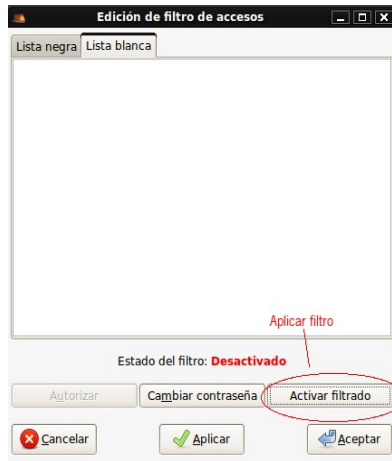 Edición de filtro de accesos
Lista negra Lista blanca
Aplicar filtro
Estado del filtro: Desactivado
Autorizar Cambiar contraseña Activar filtrado
Cancelar Aplicar Aceptar